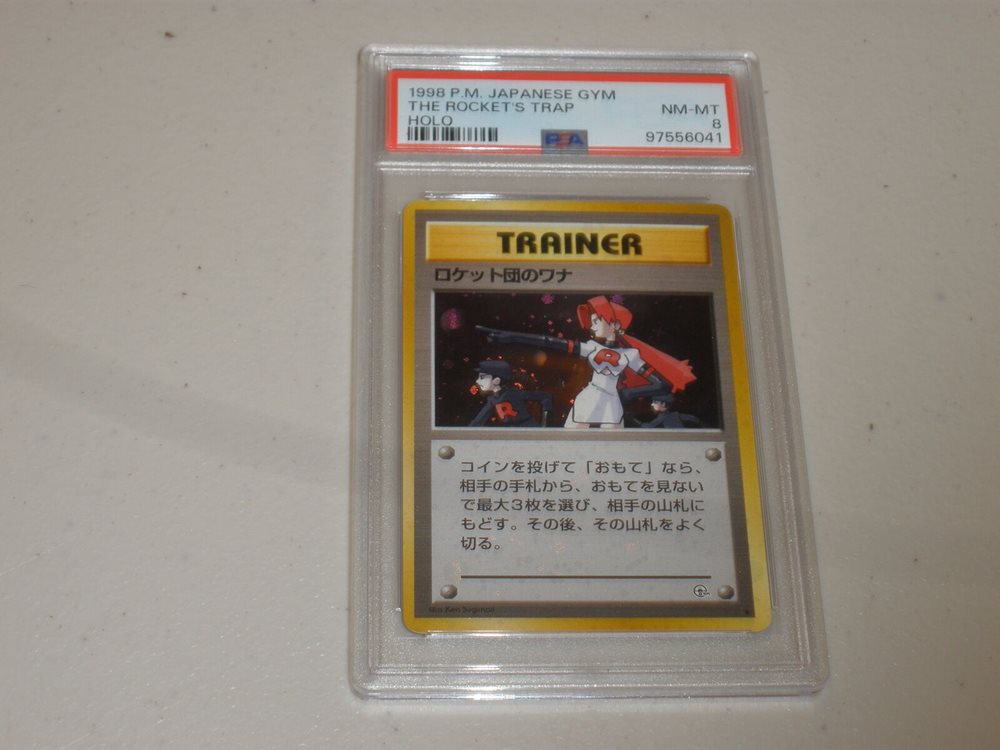 1998 P.M. JAPANESE GYM
THE ROCKET'S TRAP NM-MT
HOLO 8
PSA 97556041
TRAINER
ロケット団のワナ
R
R
コインを投げて「おもて」なら、
相手の手札から、おもてを見ない
で最大3枚を選び、相手の山札に
もどす。その後、その山札をよく
切る。
Illus. Ken Sugimori